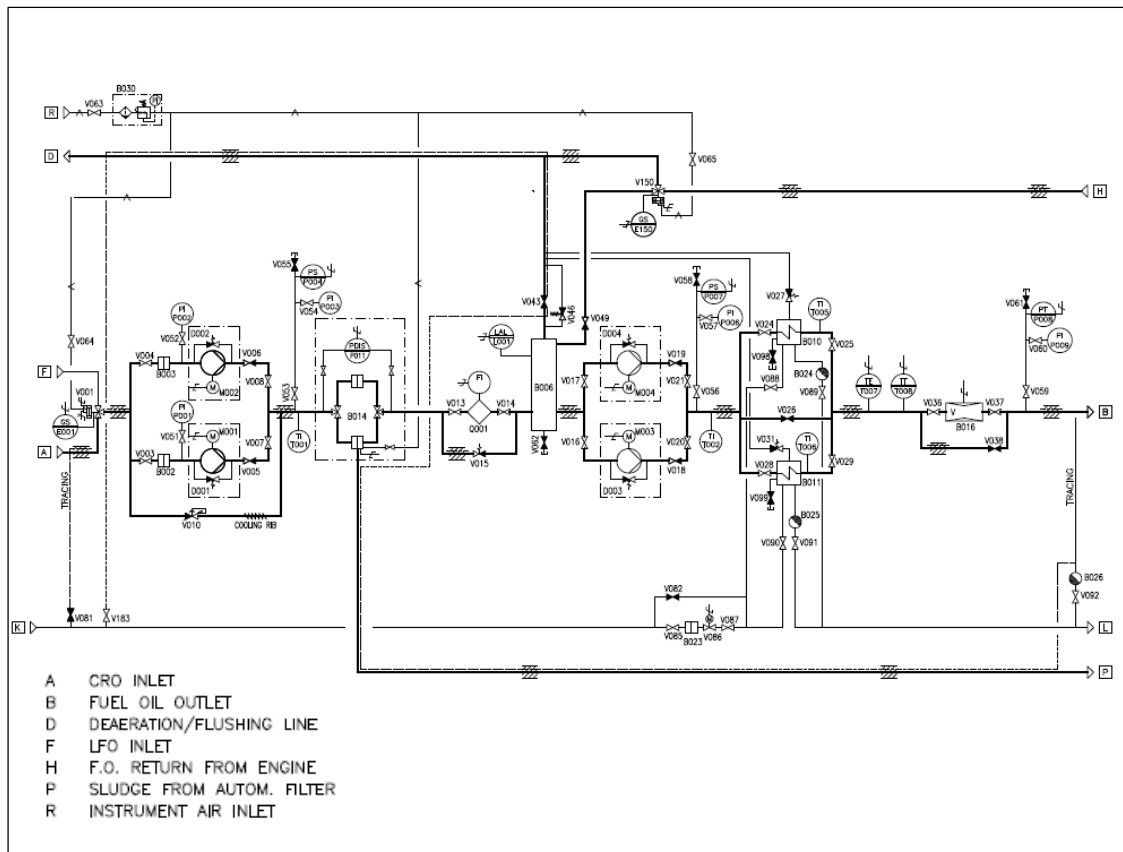 B030
R
V063
PI
D
V065
V150
H
GS
E150
V055
PS
P004
PI
P003
V054
V058
PS
P007
PI
P006
V057
V027
TI
T005
V061
PT
P008
PI
P009
V060
V064
PI
P002
D002
V052
V004
V006
B003
M002
V008
V053
PDIS
P011
V043
V046
V049
LAL
L001
D004
V019
V017
M004
V021
V056
V024
B010
V025
V098
V088
B024
V089
F
V001
GS
E001
A
PI
P001
M001
V051
V003
V007
V005
B002
D001
TI
T001
B014
FI
V013
V014
Q001
V015
B006
V062
M003
V016
V020
V018
D003
TI
T002
V026
V031
TI
T006
V028
V029
B011
V099
TE
T007
TT
T008
V036
V
V037
B016
V038
V059
B
TRACING
V010
COOLING RIB
B025
V090
V091
TRACING
B026
V092
K
V081
V183
V082
V085
B023
M
V086
V087
L
P
A CRO INLET
B FUEL OIL OUTLET
D DEAERATION/FLUSHING LINE
F LFO INLET
H F.O. RETURN FROM ENGINE
P SLUDGE FROM AUTOM. FILTER
R INSTRUMENT AIR INLET